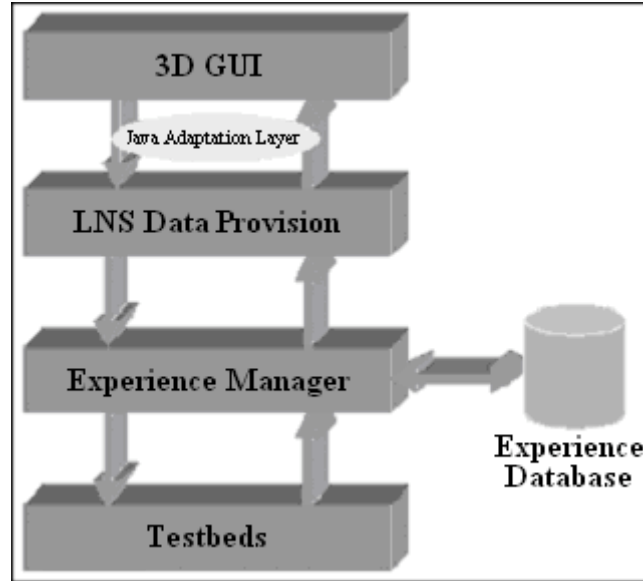 3D GUI
Java Adaptation Layer
LNS Data Provision
Experience Manager
Experience
Database
Testbeds